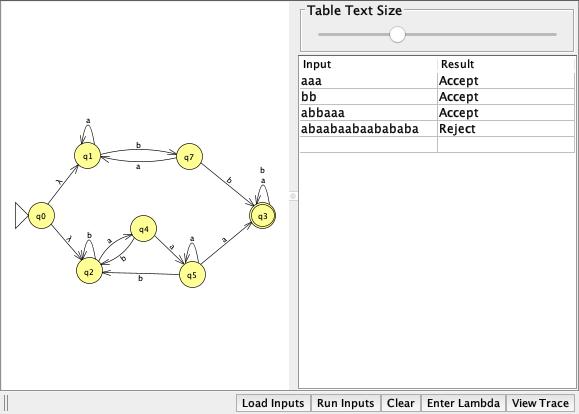 Table Text Size
Input Result
aaa Accept
bb Accept
abbaaa Accept
abaabaabaabababa Reject
a
q1
b
a
q7
λ
b
b
a
q3
q0
λ
b
q2
a
b
q4
a
a
q5
a
b
Load Inputs Run Inputs Clear Enter Lambda View Trace